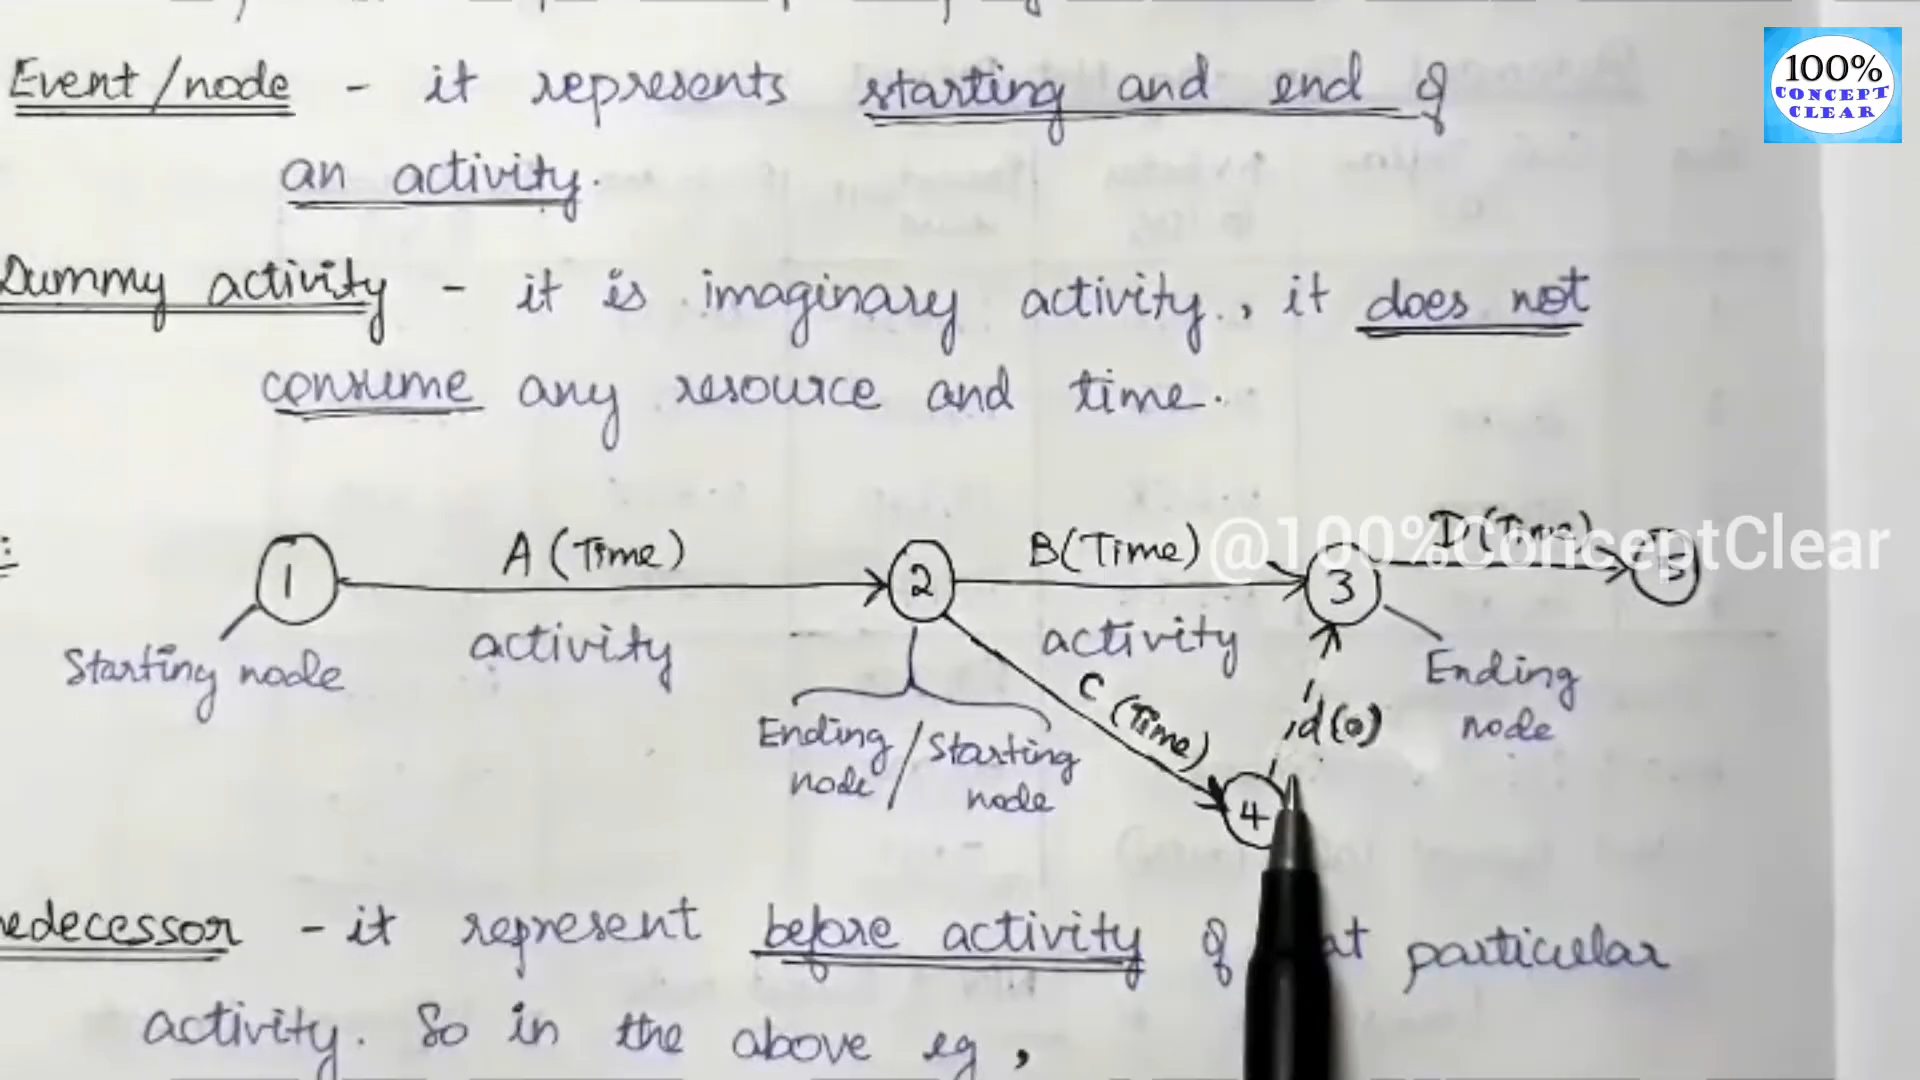 100%
CONCEPT
CLEAR
Event/node - it represents starting and end of
an activity.
Dummy activity - it is imaginary activity, it does not
consume any resource and time.
@100%ConceptClear
1 A (Time) 2 B(Time) 3 D(Time) 5
activity activity
Starting node
C (Time)
d(0)
Ending node
Ending node / Starting node
4
edecessor - it represent before activity of at particular
activity. So in the above eg,